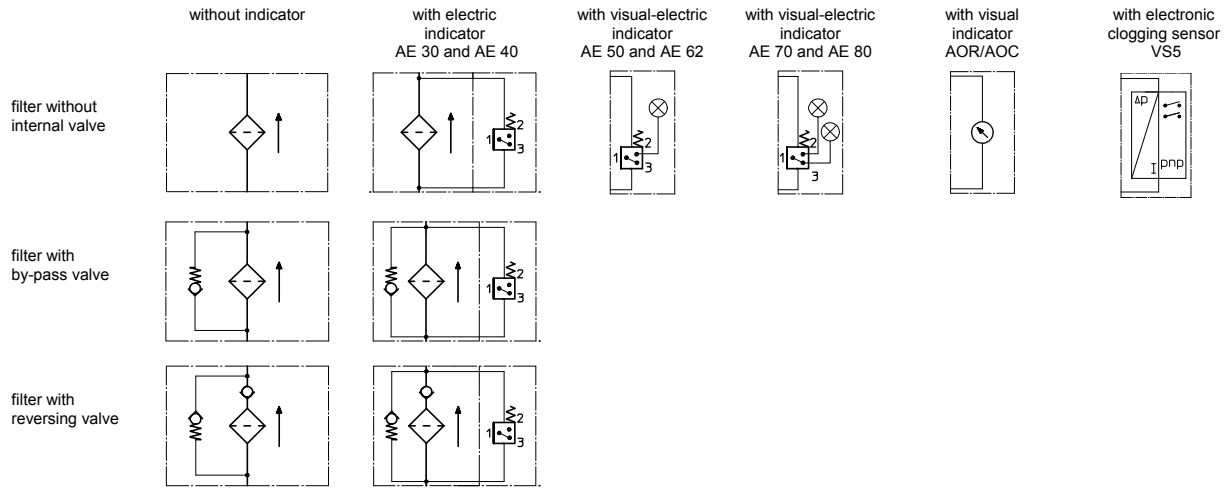 without indicator
with electric
indicator
AE 30 and AE 40
with visual-electric
indicator
AE 50 and AE 62
with visual-electric
indicator
AE 70 and AE 80
with visual
indicator
AOR/AOC
with electronic
clogging sensor
VS5
filter without
internal valve
1 2 3
1 2 3
1 2 3
Δp
I pnp
filter with
by-pass valve
1 2 3
filter with
reversing valve
1 2 3